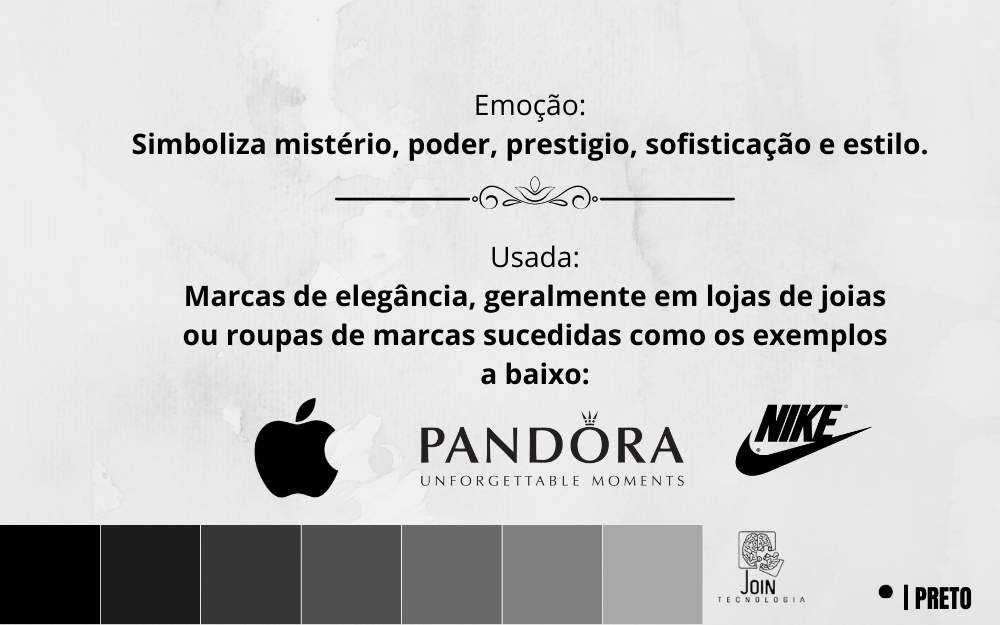 Emoção:
Simboliza mistério, poder, prestigio, sofisticação e estilo.
Usada:
Marcas de elegância, geralmente em lojas de joias
ou roupas de marcas sucedidas como os exemplos
a baixo:
PANDORA
UNFORGETTABLE MOMENTS
NIKE
JOIN
TECNOLOGIA
| PRETO